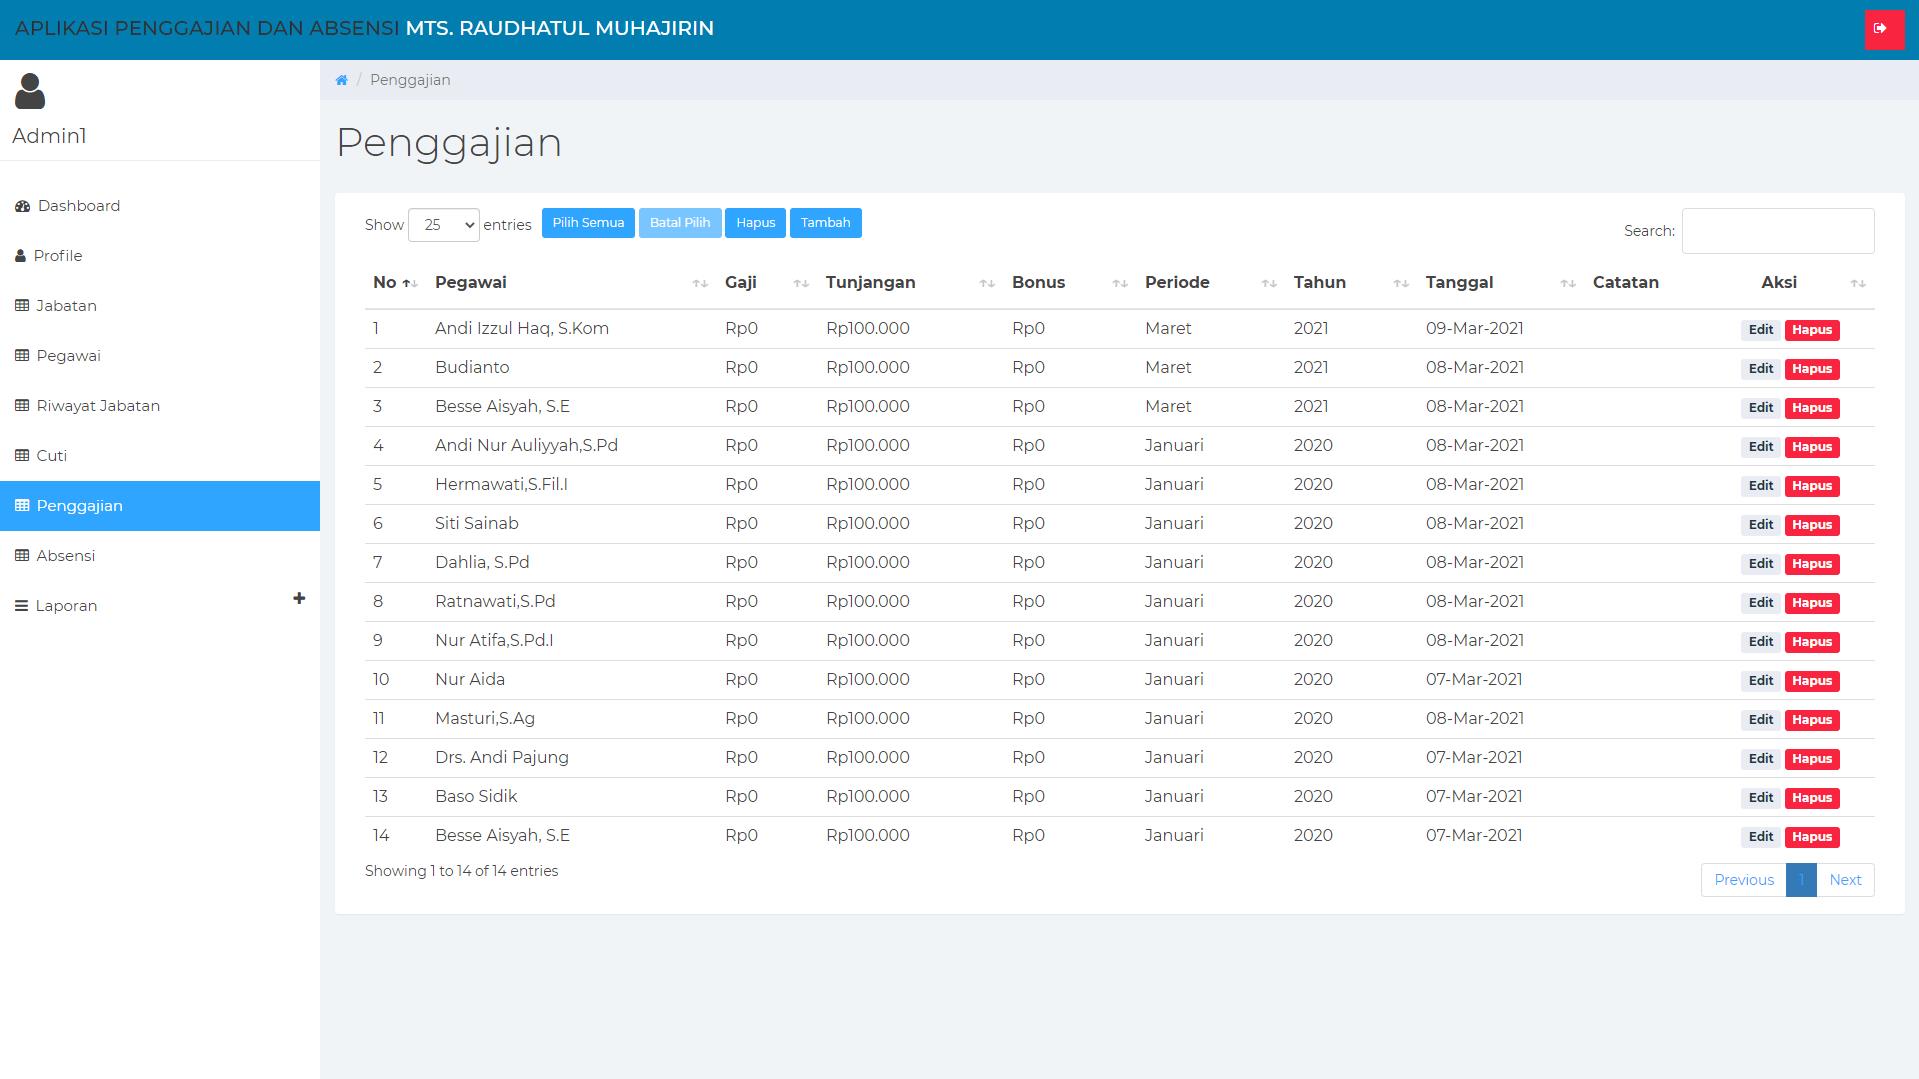 APLIKASI PENGGAJIAN DAN ABSENSI MTS. RAUDHATUL MUHAJIRIN
Admin1
Dashboard
Profile
Jabatan
Pegawai
Riwayat Jabatan
Cuti
Penggajian
Absensi
Laporan
/ Penggajian
Penggajian
Show 25 entries Pilih Semua Batal Pilih Hapus Tambah Search:
No Pegawai Gaji Tunjangan Bonus Periode Tahun Tanggal Catatan Aksi
1 Andi Izzul Haq, S.Kom Rp0 Rp100.000 Rp0 Maret 2021 09-Mar-2021 Edit Hapus
2 Budianto Rp0 Rp100.000 Rp0 Maret 2021 08-Mar-2021 Edit Hapus
3 Besse Aisyah, S.E Rp0 Rp100.000 Rp0 Maret 2021 08-Mar-2021 Edit Hapus
4 Andi Nur Auliyyah,S.Pd Rp0 Rp100.000 Rp0 Januari 2020 08-Mar-2021 Edit Hapus
5 Hermawati,S.Fil.I Rp0 Rp100.000 Rp0 Januari 2020 08-Mar-2021 Edit Hapus
6 Siti Sainab Rp0 Rp100.000 Rp0 Januari 2020 08-Mar-2021 Edit Hapus
7 Dahlia, S.Pd Rp0 Rp100.000 Rp0 Januari 2020 08-Mar-2021 Edit Hapus
8 Ratnawati,S.Pd Rp0 Rp100.000 Rp0 Januari 2020 08-Mar-2021 Edit Hapus
9 Nur Atifa,S.Pd.I Rp0 Rp100.000 Rp0 Januari 2020 08-Mar-2021 Edit Hapus
10 Nur Aida Rp0 Rp100.000 Rp0 Januari 2020 07-Mar-2021 Edit Hapus
11 Masturi,S.Ag Rp0 Rp100.000 Rp0 Januari 2020 08-Mar-2021 Edit Hapus
12 Drs. Andi Pajung Rp0 Rp100.000 Rp0 Januari 2020 07-Mar-2021 Edit Hapus
13 Baso Sidik Rp0 Rp100.000 Rp0 Januari 2020 07-Mar-2021 Edit Hapus
14 Besse Aisyah, S.E Rp0 Rp100.000 Rp0 Januari 2020 07-Mar-2021 Edit Hapus
Showing 1 to 14 of 14 entries
Previous 1 Next